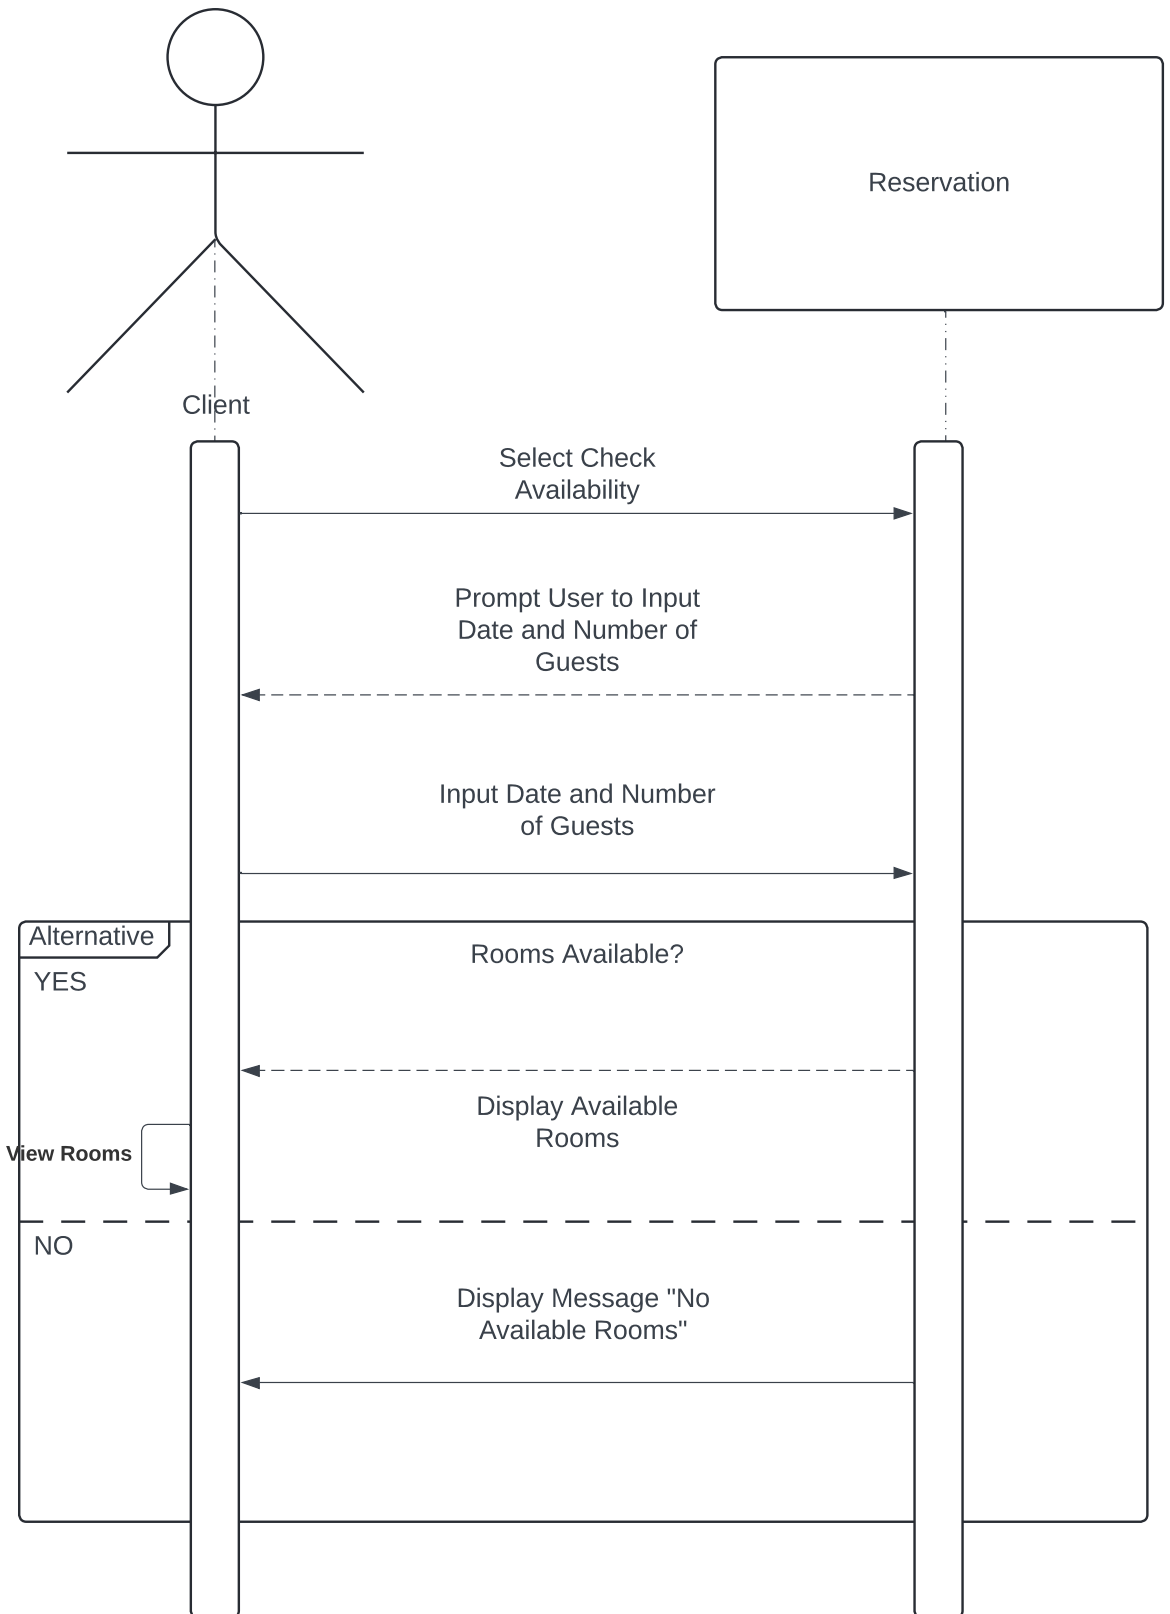 Reservation
Client
Select Check
Availability
Prompt User to Input
Date and Number of
Guests
Input Date and Number
of Guests
Alternative
Rooms Available?
YES
Display Available
Rooms
View Rooms
NO
Display Message "No
Available Rooms"